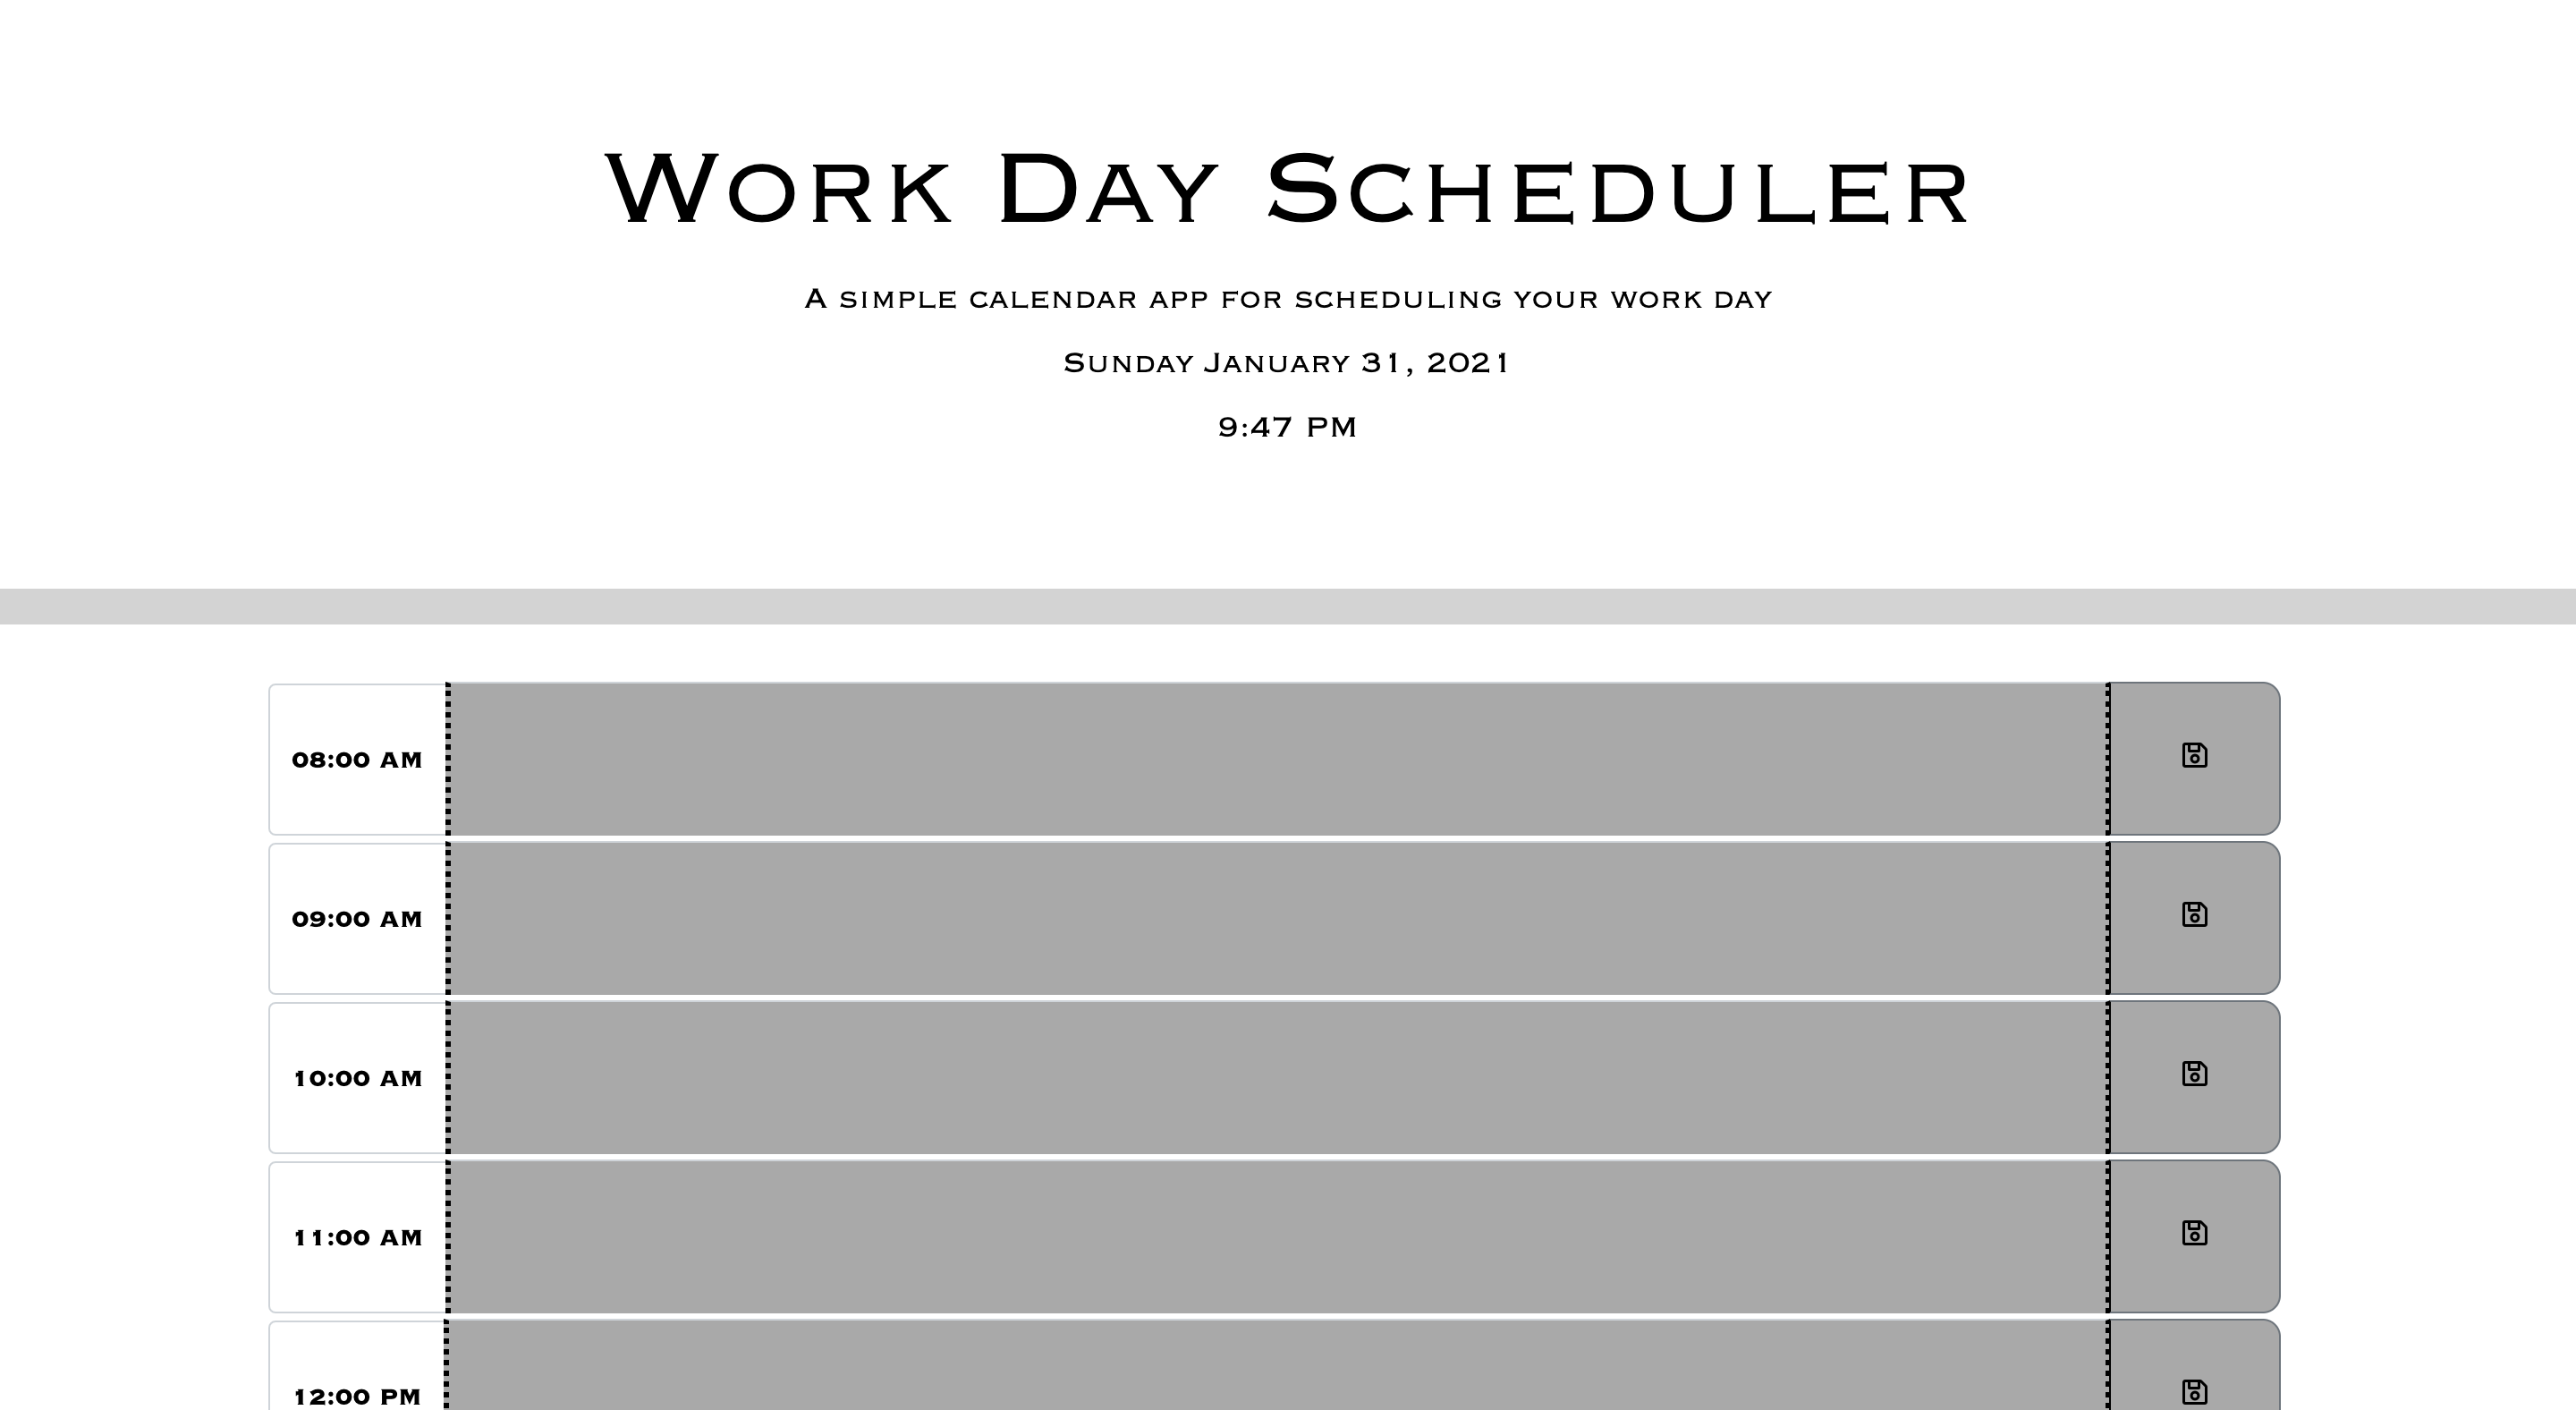 Work Day Scheduler
A simple calendar app for scheduling your work day
Sunday January 31, 2021
9:47 PM
08:00 AM
09:00 AM
10:00 AM
11:00 AM
12:00 PM